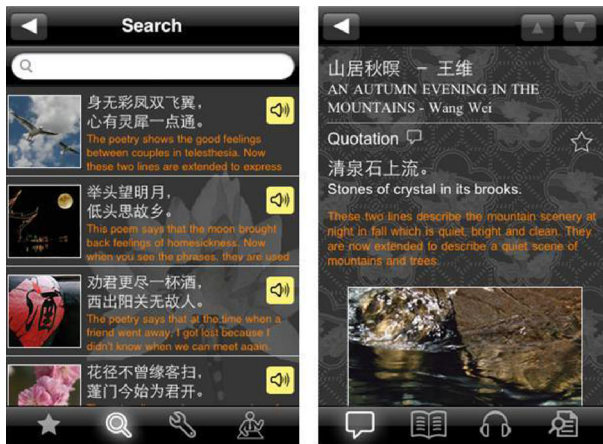 Search
身无彩凤双飞翼，
心有灵犀一点通。
The poetry shows the good feelings
between couples in telesthesia. Now
these two lines are extended to express
举头望明月，
低头思故乡。
This poem says that the moon brought
back feelings of homesickness. Now
when you see the phrases, they are used
劝君更尽一杯酒，
西出阳关无故人。
The poetry says that at the time when a
friend went away, I got lost because I
didn't know when we can meet again.
酒
花径不曾缘客扫，
蓬门今始为君开。
山居秋暝 – 王维
AN AUTUMN EVENING IN THE
MOUNTAINS - Wang Wei
Quotation
清泉石上流。
Stones of crystal in its brooks.
These two lines describe the mountain scenery at
night in fall which is quiet, bright and clean. They
are now extended to describe a quiet scene of
mountains and trees.